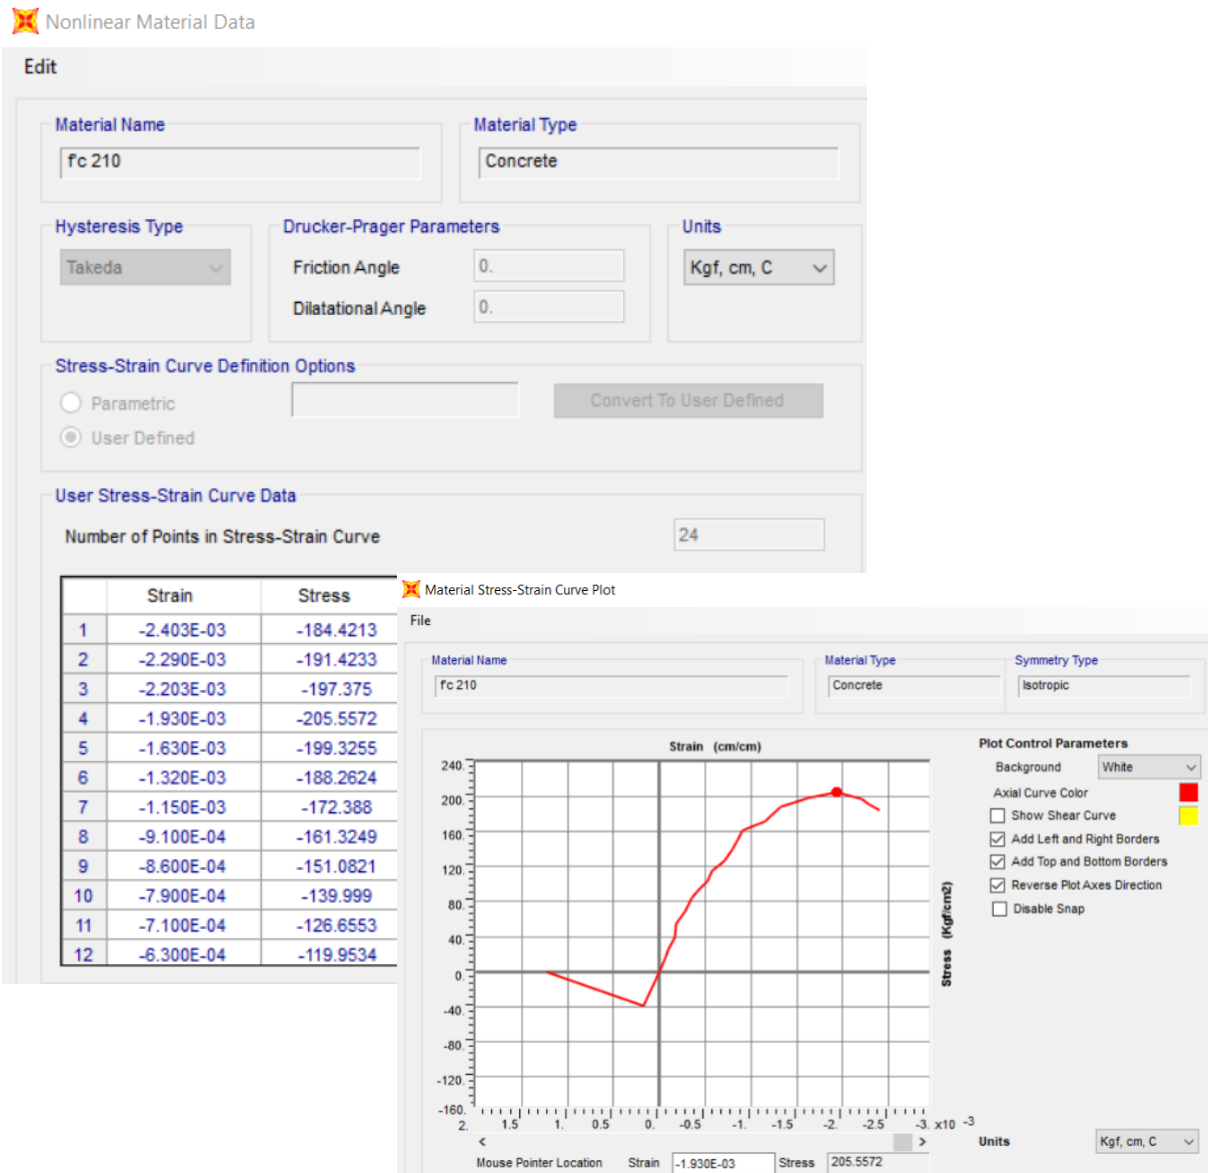 Nonlinear Material Data
Edit
Material Name
f'c 210
Material Type
Concrete
Hysteresis Type
Takeda
Drucker-Prager Parameters
Friction Angle
0.
Dilatational Angle
0.
Units
Kgf, cm, C
Stress-Strain Curve Definition Options
Parametric
User Defined
Convert To User Defined
User Stress-Strain Curve Data
Number of Points in Stress-Strain Curve
24
Strain Stress
1 -2.403E-03 -184.4213
2 -2.290E-03 -191.4233
3 -2.203E-03 -197.375
4 -1.930E-03 -205.5572
5 -1.630E-03 -199.3255
6 -1.320E-03 -188.2624
7 -1.150E-03 -172.388
8 -9.100E-04 -161.3249
9 -8.600E-04 -151.0821
10 -7.900E-04 -139.999
11 -7.100E-04 -126.6553
12 -6.300E-04 -119.9534
Material Stress-Strain Curve Plot
File
Material Name
f'c 210
Material Type
Concrete
Symmetry Type
Isotropic
Strain (cm/cm)
240.
200.
160.
120.
80.
40.
0.
-40.
-80.
-120.
-160.
2. 1.5 1. 0.5 0. -0.5 -1. -1.5 -2. -2.5 -3. x10 -3
Stress (Kgf/cm2)
Plot Control Parameters
Background White
Axial Curve Color
Show Shear Curve
Add Left and Right Borders
Add Top and Bottom Borders
Reverse Plot Axes Direction
Disable Snap
Units Kgf, cm, C
Mouse Pointer Location Strain -1.930E-03 Stress 205.5572